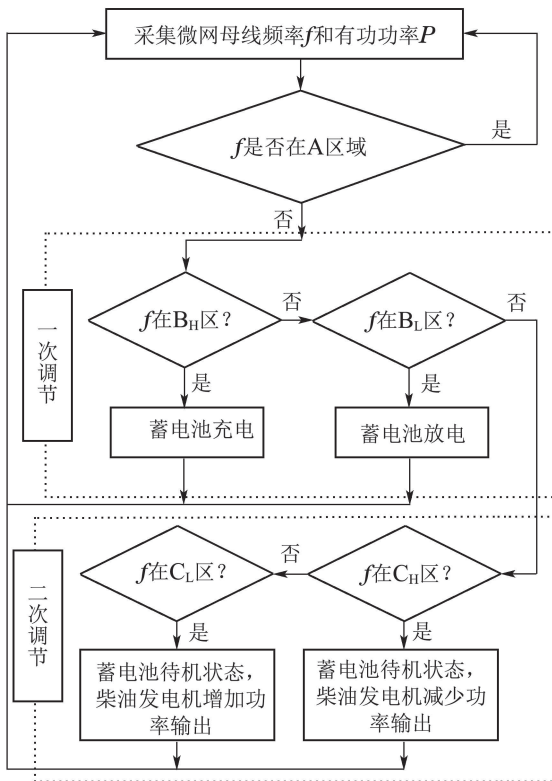 采集微网母线频率f和有功功率P
f是否在A区域
是
否
一次调节
f在B_H区？
否
f在B_L区？
否
是
是
蓄电池充电
蓄电池放电
二次调节
f在C_L区？
否
f在C_H区？
是
是
蓄电池待机状态，
柴油发电机增加功
率输出
蓄电池待机状态，
柴油发电机减少功
率输出